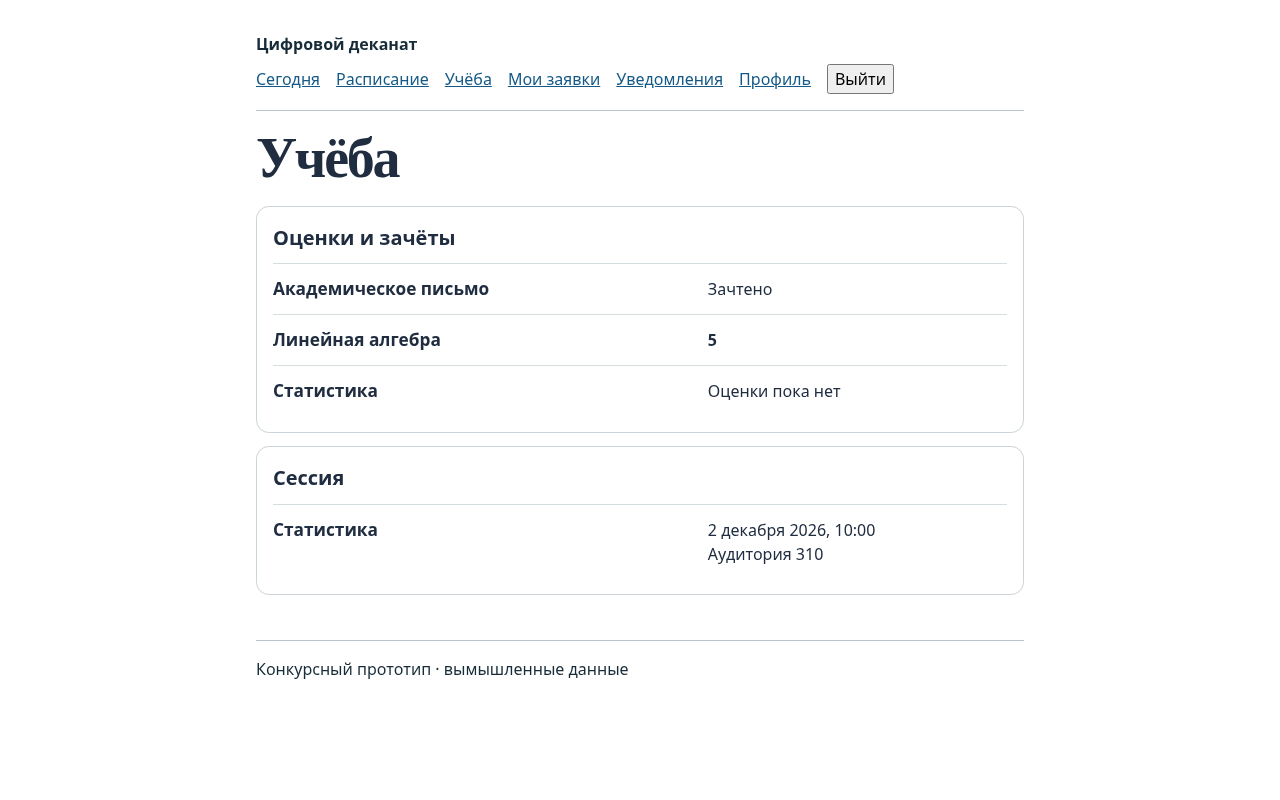 Цифровой деканат
Сегодня Расписание Учёба Мои заявки Уведомления Профиль Выйти
Учёба
Оценки и зачёты
Академическое письмо Зачтено
Линейная алгебра 5
Статистика Оценки пока нет
Сессия
Статистика 2 декабря 2026, 10:00
Аудитория 310
Конкурсный прототип · вымышленные данные